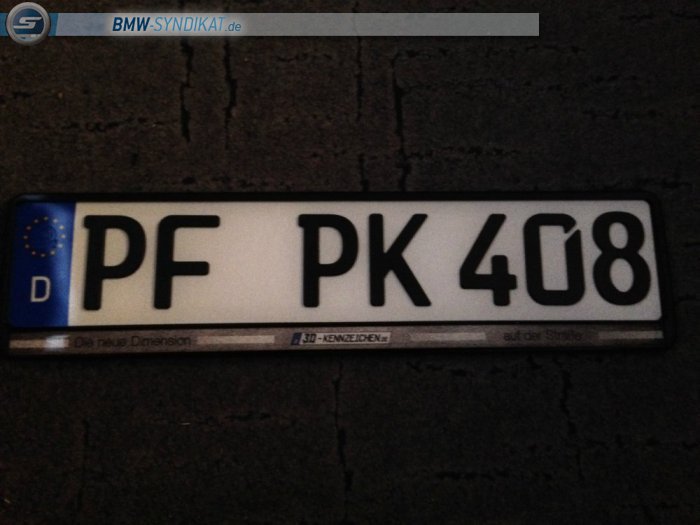 BMW-SYNDIKAT.de
PF PK 408
D
Die neue Dimension 3D-KENNZEICHEN.DE auf der Straße